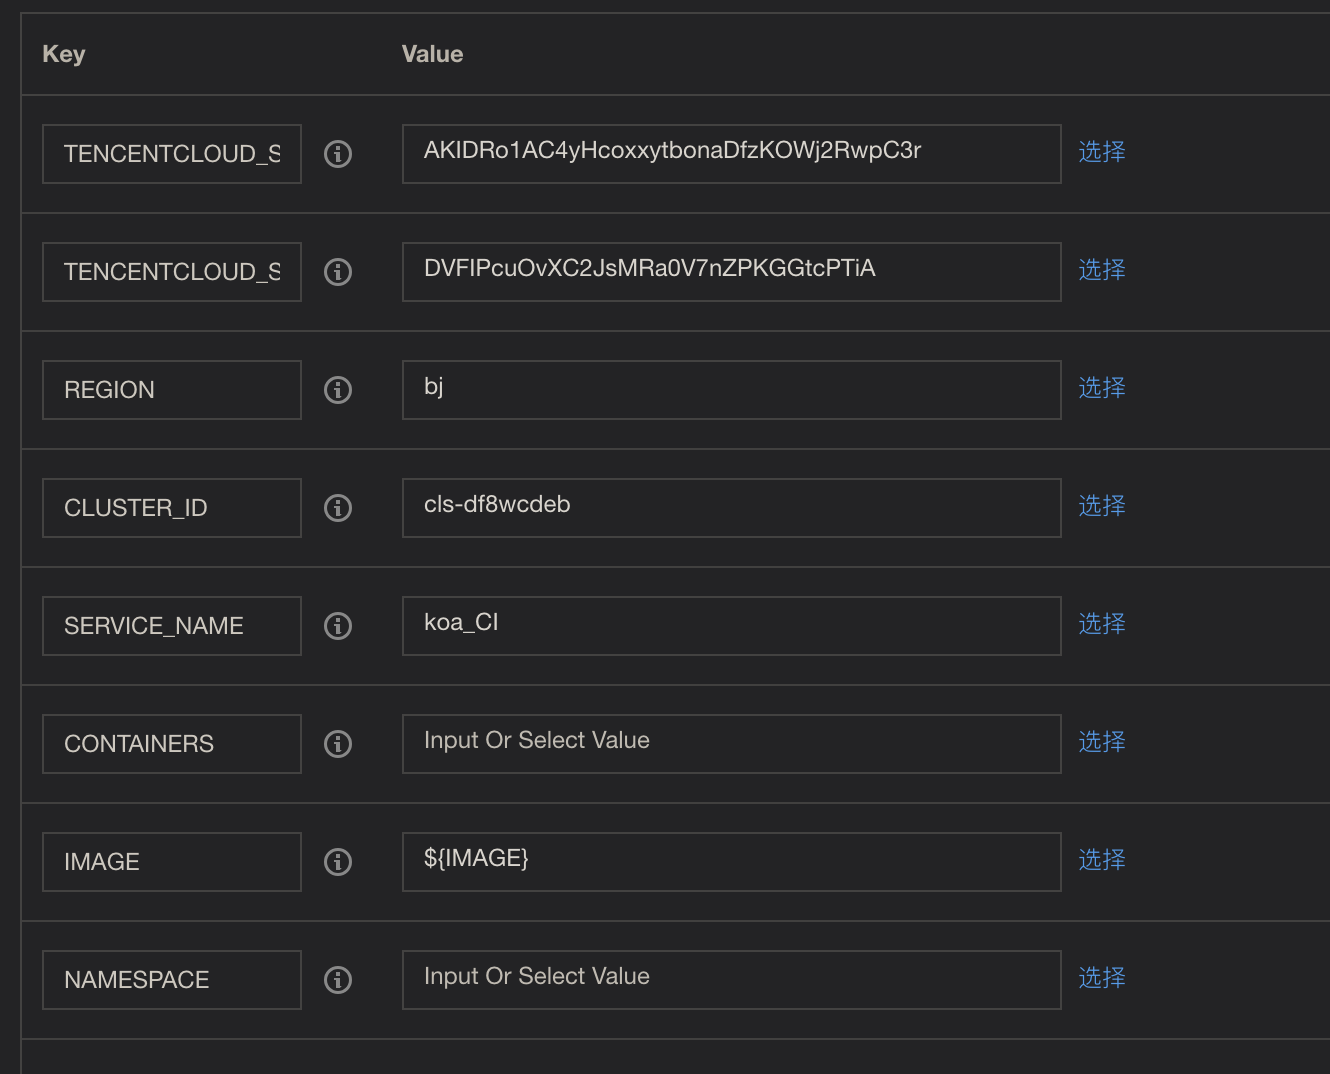 Key Value
TENCENTCLOUD_S AKIDRo1AC4yHcoxxytbonaDfzKOWj2RwpC3r 选择
TENCENTCLOUD_S DVFIPcuOvXC2JsMRa0V7nZPKGGtcPTiA 选择
REGION bj 选择
CLUSTER_ID cls-df8wcdeb 选择
SERVICE_NAME koa_CI 选择
CONTAINERS Input Or Select Value 选择
IMAGE ${IMAGE} 选择
NAMESPACE Input Or Select Value 选择